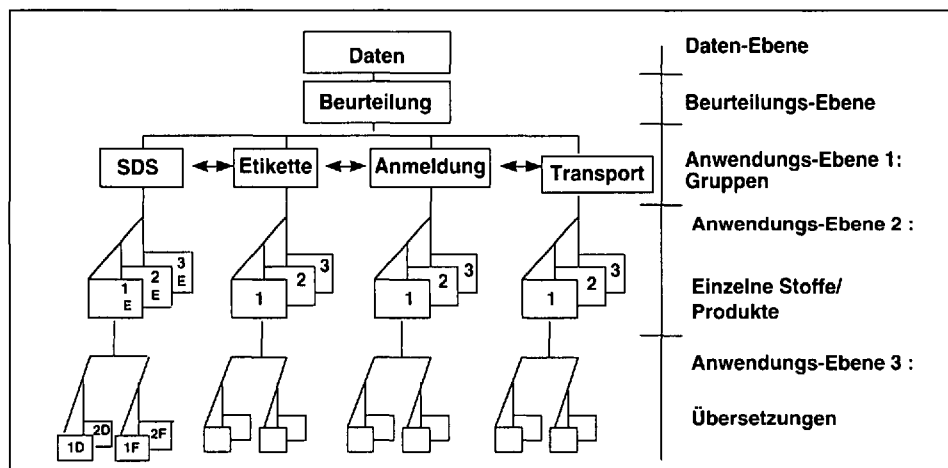 Daten
Daten-Ebene
Beurteilung
Beurteilungs-Ebene
SDS
Etikette
Anmeldung
Transport
Anwendungs-Ebene 1:
Gruppen
Anwendungs-Ebene 2 :
3
E
2
E
1
E
3
2
1
3
2
1
3
2
1
Einzelne Stoffe/
Produkte
Anwendungs-Ebene 3 :
1D
2D
1F
2F
Übersetzungen